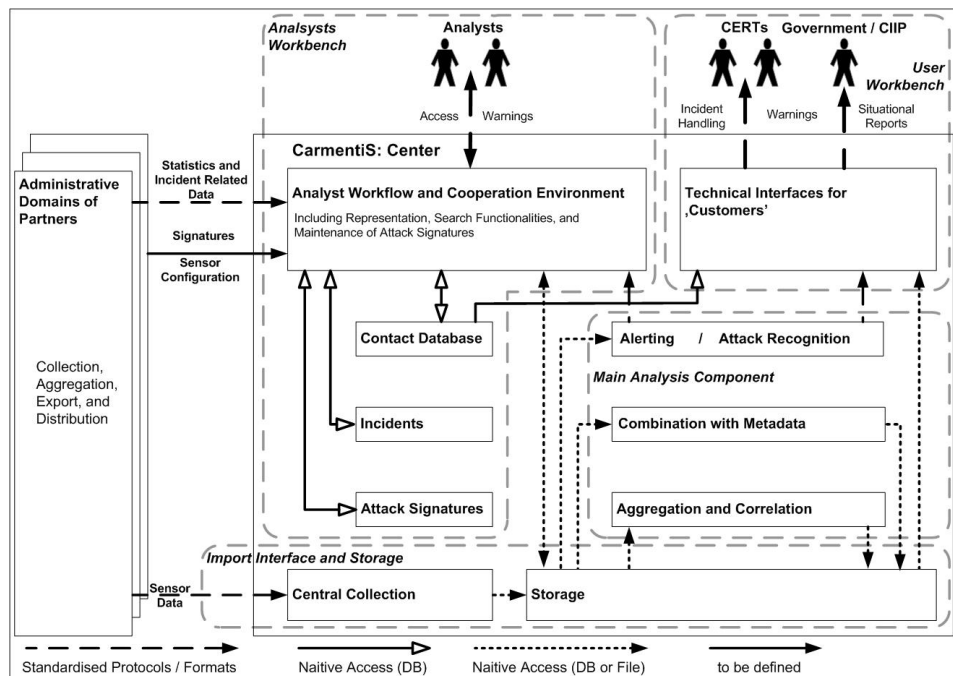 Analsysts
Workbench
Analysts
CERTs
Government / CIIP
User
Workbench
Access
Warnings
Incident
Handling
Warnings
Situational
Reports
CarmentiS: Center
Administrative
Domains of
Partners
Statistics and
Incident Related
Data
Signatures
Sensor
Configuration
Analyst Workflow and Cooperation Environment
Including Representation, Search Functionalities, and
Maintenance of Attack Signatures
Technical Interfaces for
‚Customers'
Collection,
Aggregation,
Export, and
Distribution
Contact Database
Alerting / Attack Recognition
Main Analysis Component
Incidents
Combination with Metadata
Attack Signatures
Aggregation and Correlation
Import Interface and Storage
Sensor
Data
Central Collection
Storage
Standardised Protocols / Formats
Naitive Access (DB)
Naitive Access (DB or File)
to be defined